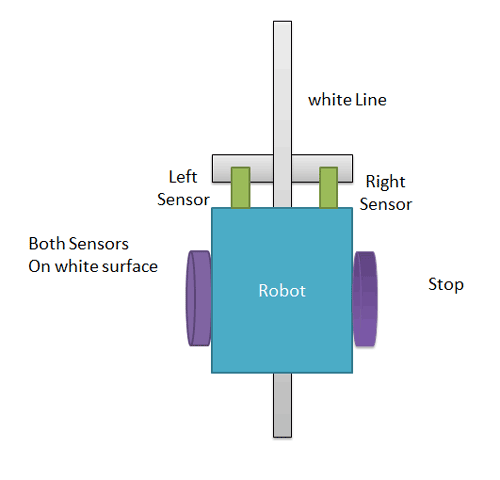 white Line
Left
Sensor
Right
Sensor
Both Sensors
On white surface
Robot
Stop